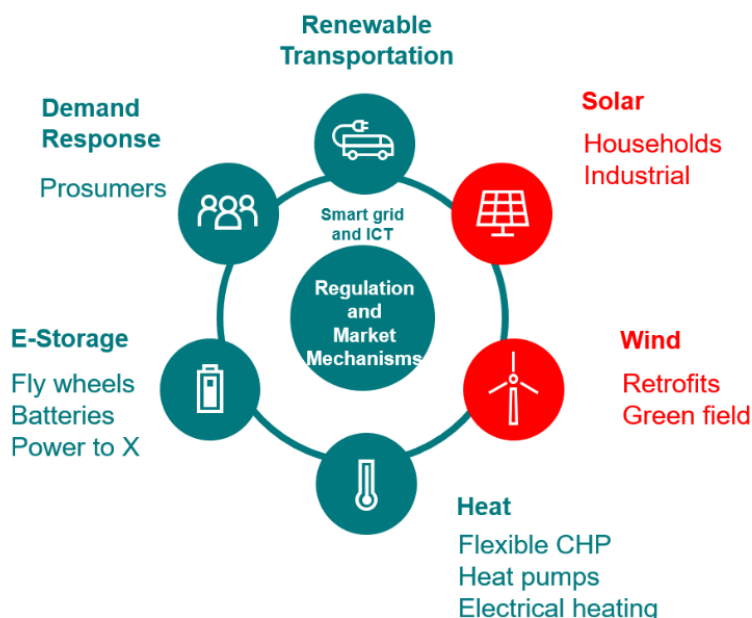 Renewable
Transportation
Demand
Response
Prosumers
Solar
Households
Industrial
Smart grid
and ICT
Regulation
and
Market
Mechanisms
E-Storage
Fly wheels
Batteries
Power to X
Wind
Retrofits
Green field
Heat
Flexible CHP
Heat pumps
Electrical heating